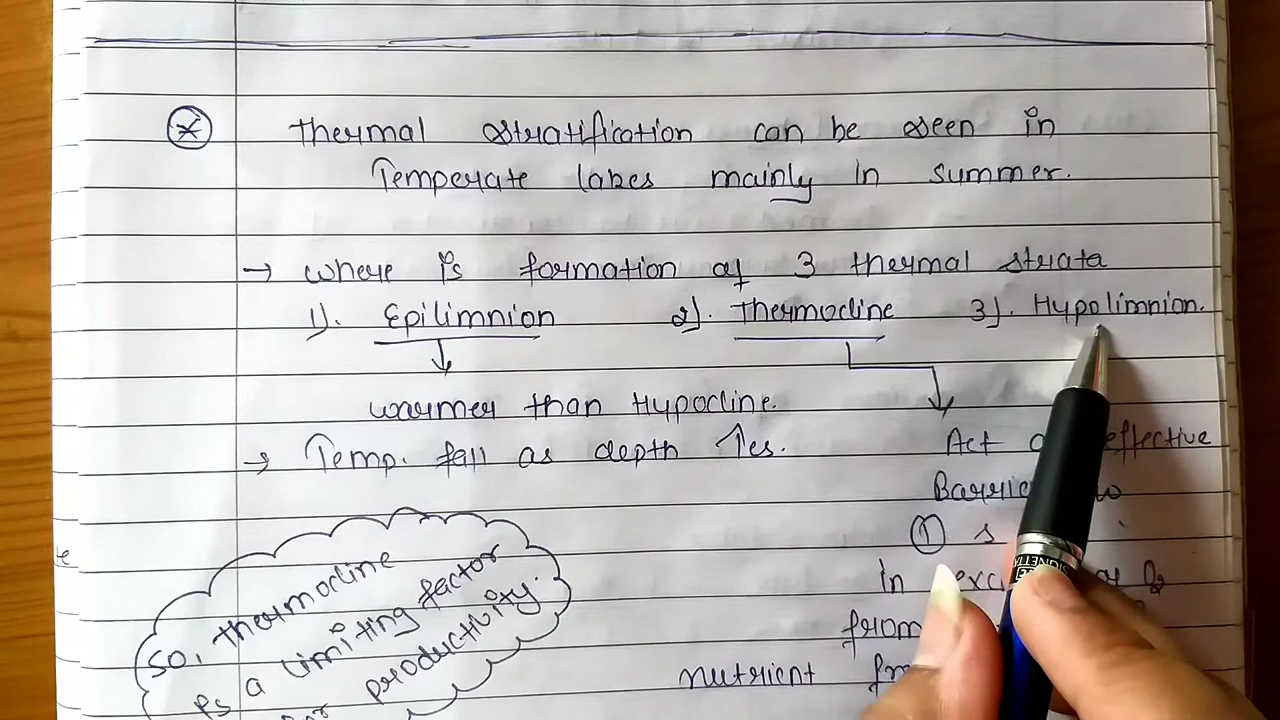 * Thermal stratification can be seen in
Temperate lakes mainly in summer.
→ where is formation of 3 thermal strata
1). Epilimnion 2). Thermocline 3). Hypolimnion.
↓
warmer than Hypocline.
→ Temp. fall as depth ↑es.
Act effective
① s
in
from
nutrient
So, thermocline
is a limiting factor
for productivity.